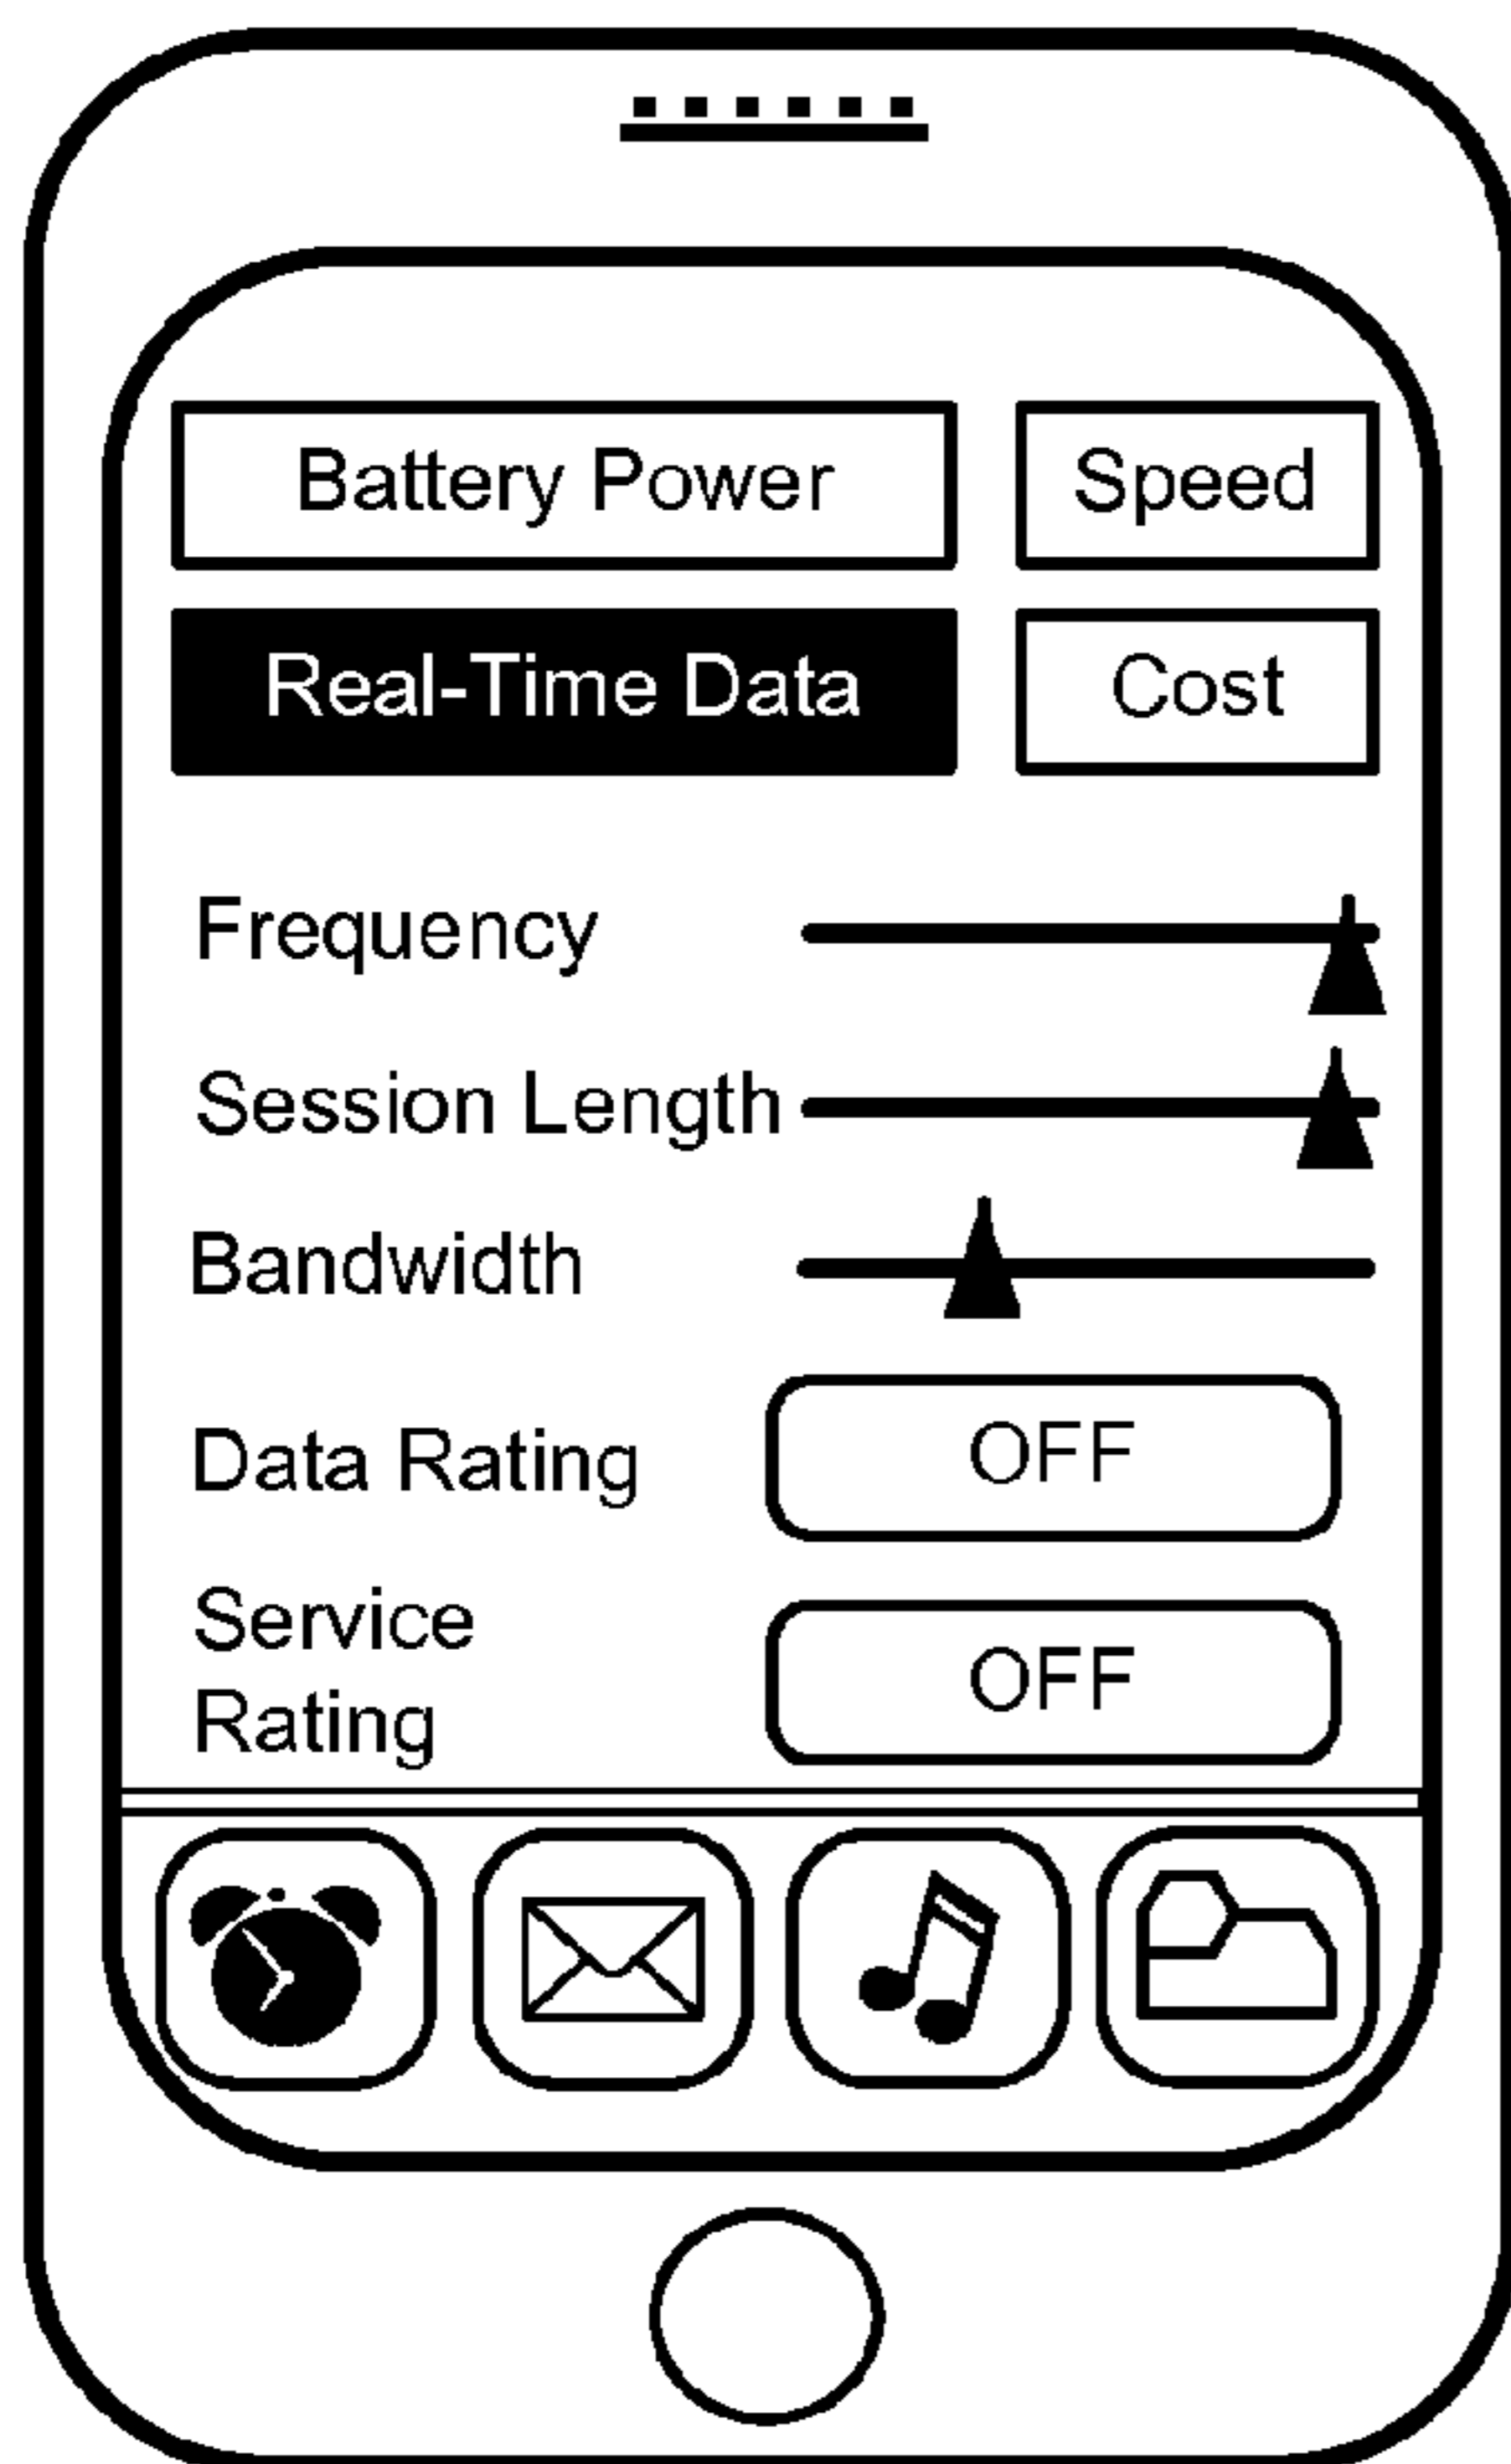 Battery Power Speed
Real-Time Data Cost
Frequency
Session Length
Bandwidth
Data Rating OFF
Service
Rating OFF